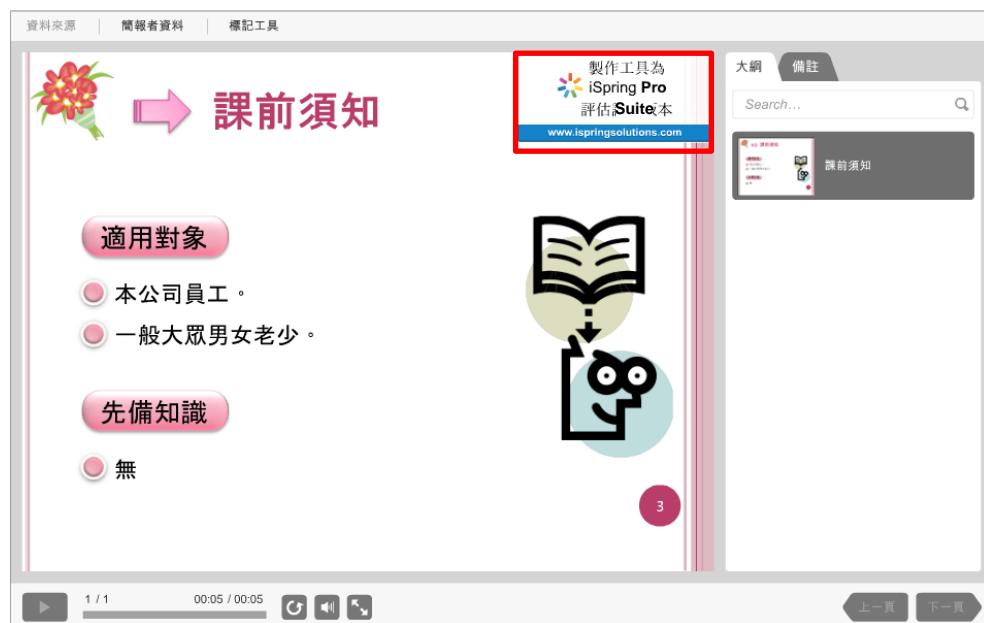 資料來源
簡報者資料
標記工具
課前須知
製作工具為
iSpring Pro
評估 Suite 本
www.ispringsolutions.com
適用對象
本公司員工。
一般大眾男女老少。
先備知識
無
3
大綱
備註
Search...
課前須知
1 / 1
00:05 / 00:05
上一頁
下一頁